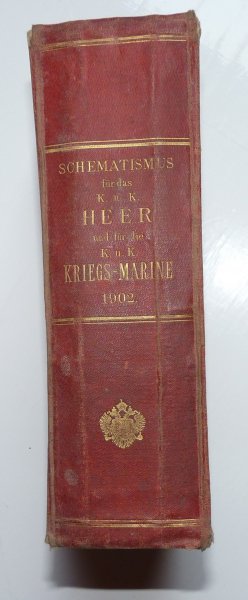 SCHEMATISMUS
für das
K. u. K.
HEER
und für die
K. u. K.
KRIEGS-MARINE
1902.